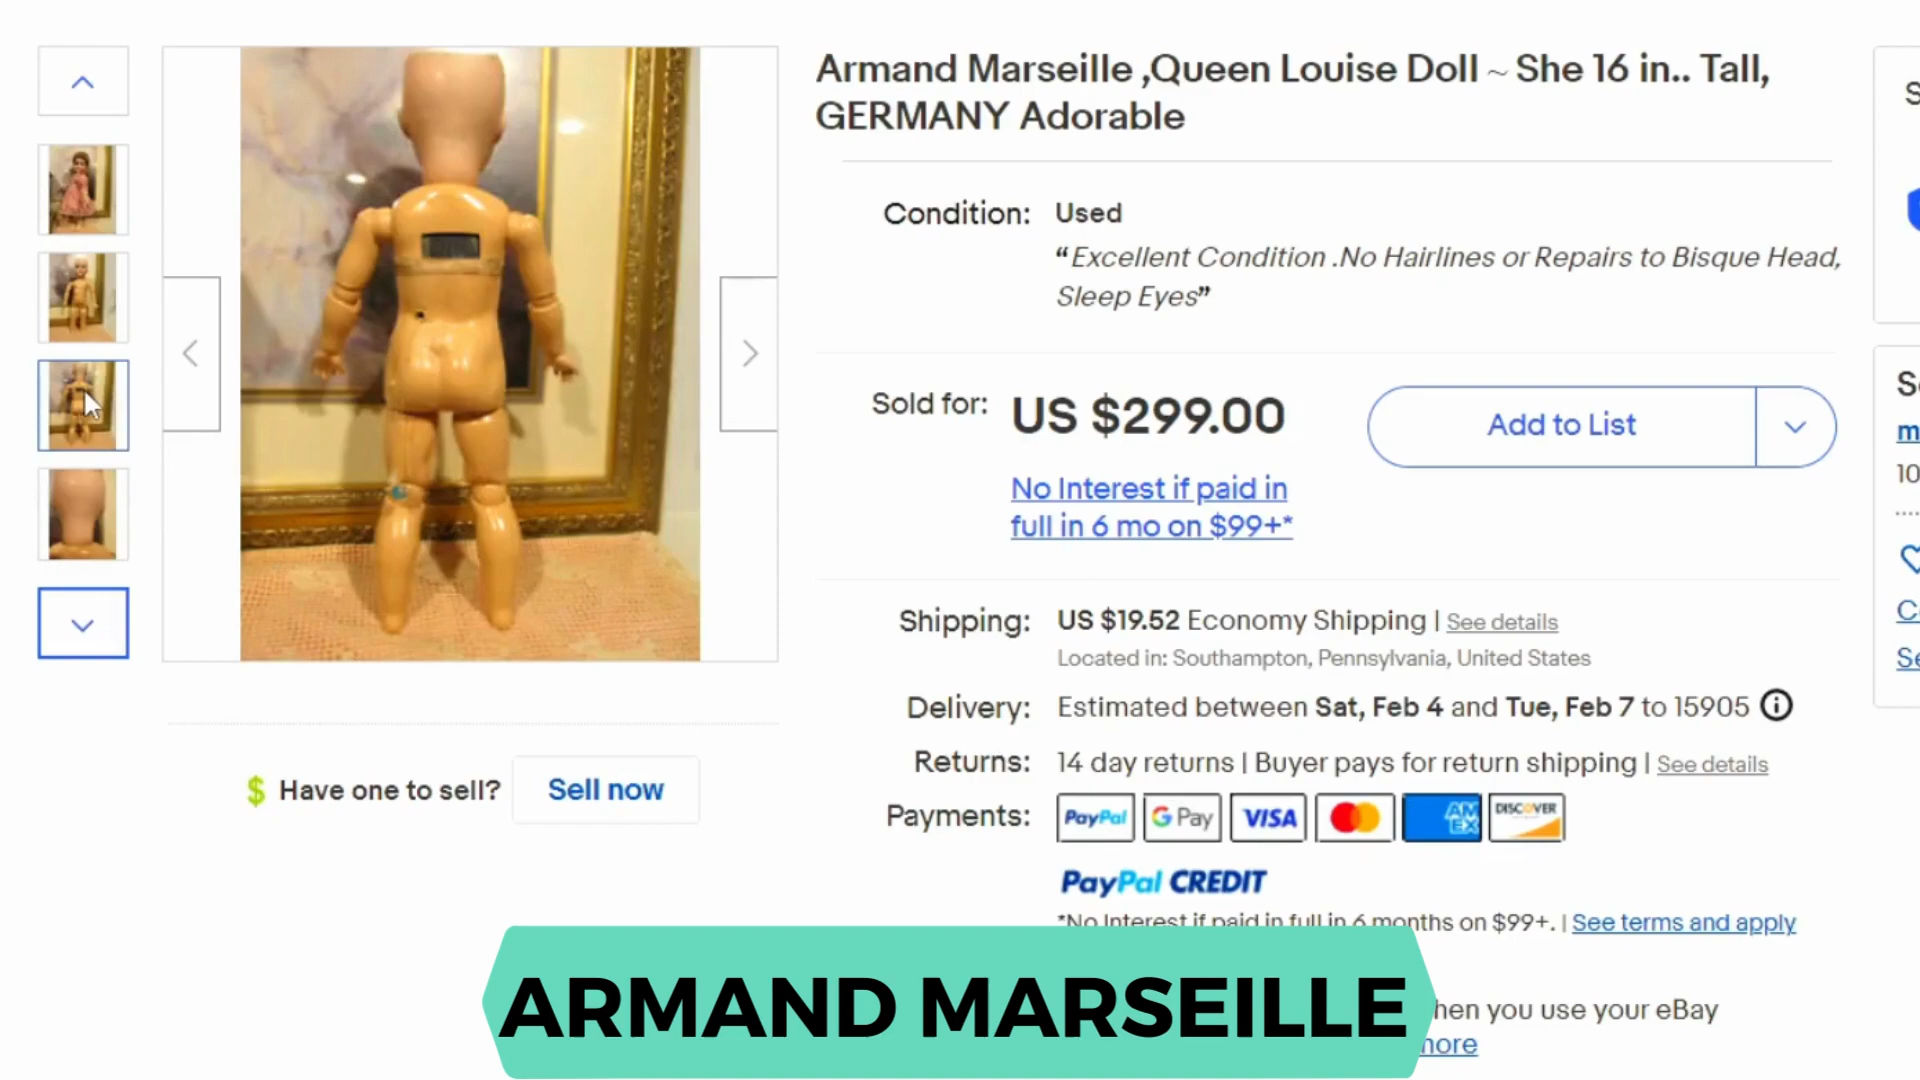 Armand Marseille ,Queen Louise Doll ~ She 16 in.. Tall,
GERMANY Adorable
Condition: Used
“Excellent Condition .No Hairlines or Repairs to Bisque Head,
Sleep Eyes”
Sold for: US $299.00
Add to List
No Interest if paid in
full in 6 mo on $99+*
Shipping: US $19.52 Economy Shipping | See details
Located in: Southampton, Pennsylvania, United States
Delivery: Estimated between Sat, Feb 4 and Tue, Feb 7 to 15905
Returns: 14 day returns | Buyer pays for return shipping | See details
$ Have one to sell? Sell now
Payments: PayPal G Pay VISA AM EX DISCOVER
PayPal CREDIT
*No Interest if paid in full in 6 months on $99+. | See terms and apply
ARMAND MARSEILLE
hen you use your eBay
more